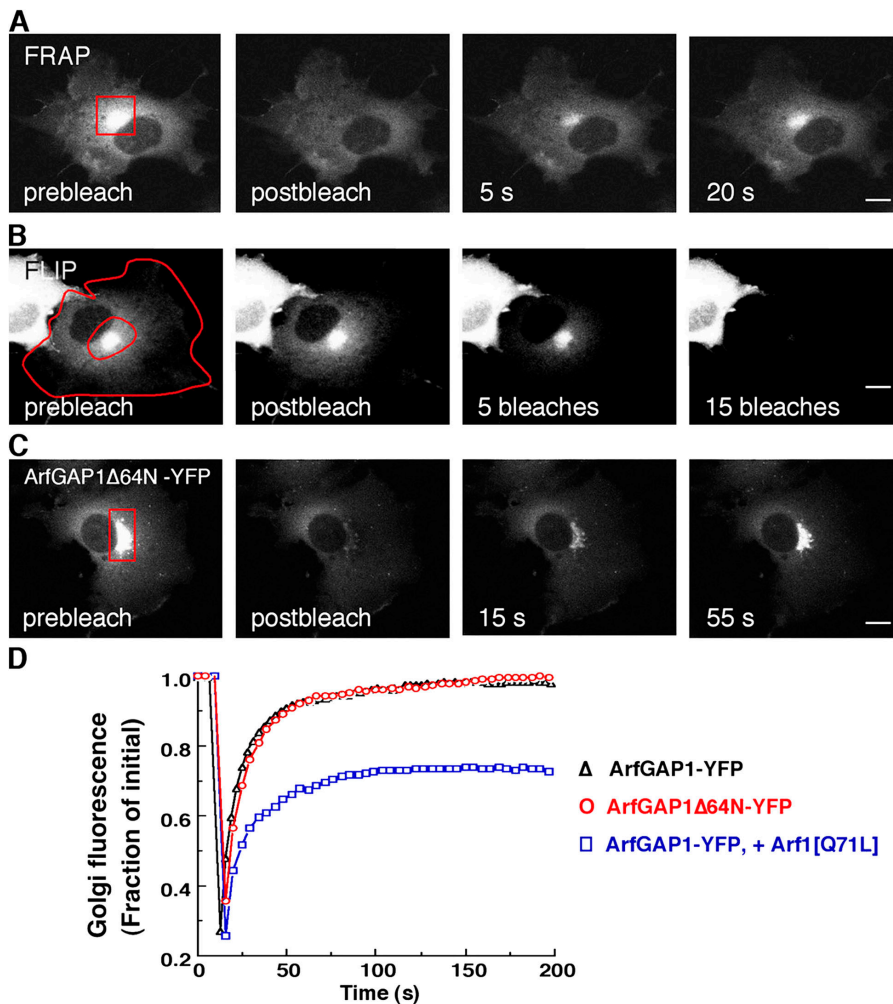 A
FRAP
prebleach
postbleach
5 s
20 s
B
FLIP
prebleach
postbleach
5 bleaches
15 bleaches
C
ArfGAP1Δ64N -YFP
prebleach
postbleach
15 s
55 s
D
1.0
0.8
0.6
0.4
0.2
Golgi fluorescence
(Fraction of initial)
0
50
100
150
200
Time (s)
Δ ArfGAP1-YFP
ArfGAP1Δ64N-YFP
ArfGAP1-YFP, + Arf1[Q71L]